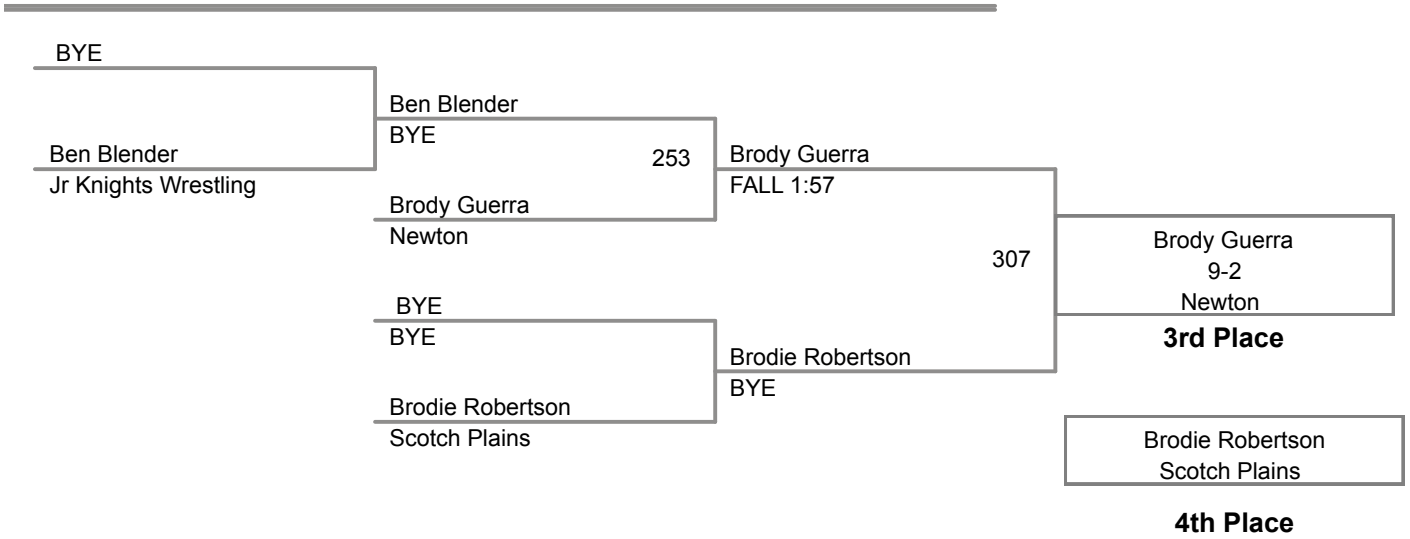 BYE
Ben Blender
Jr Knights Wrestling
Ben Blender
BYE
253
Brody Guerra
Newton
BYE
BYE
Brodie Robertson
Scotch Plains
Brody Guerra
FALL 1:57
307
Brodie Robertson
BYE
Brody Guerra
9-2
Newton
3rd Place
Brodie Robertson
Scotch Plains
4th Place